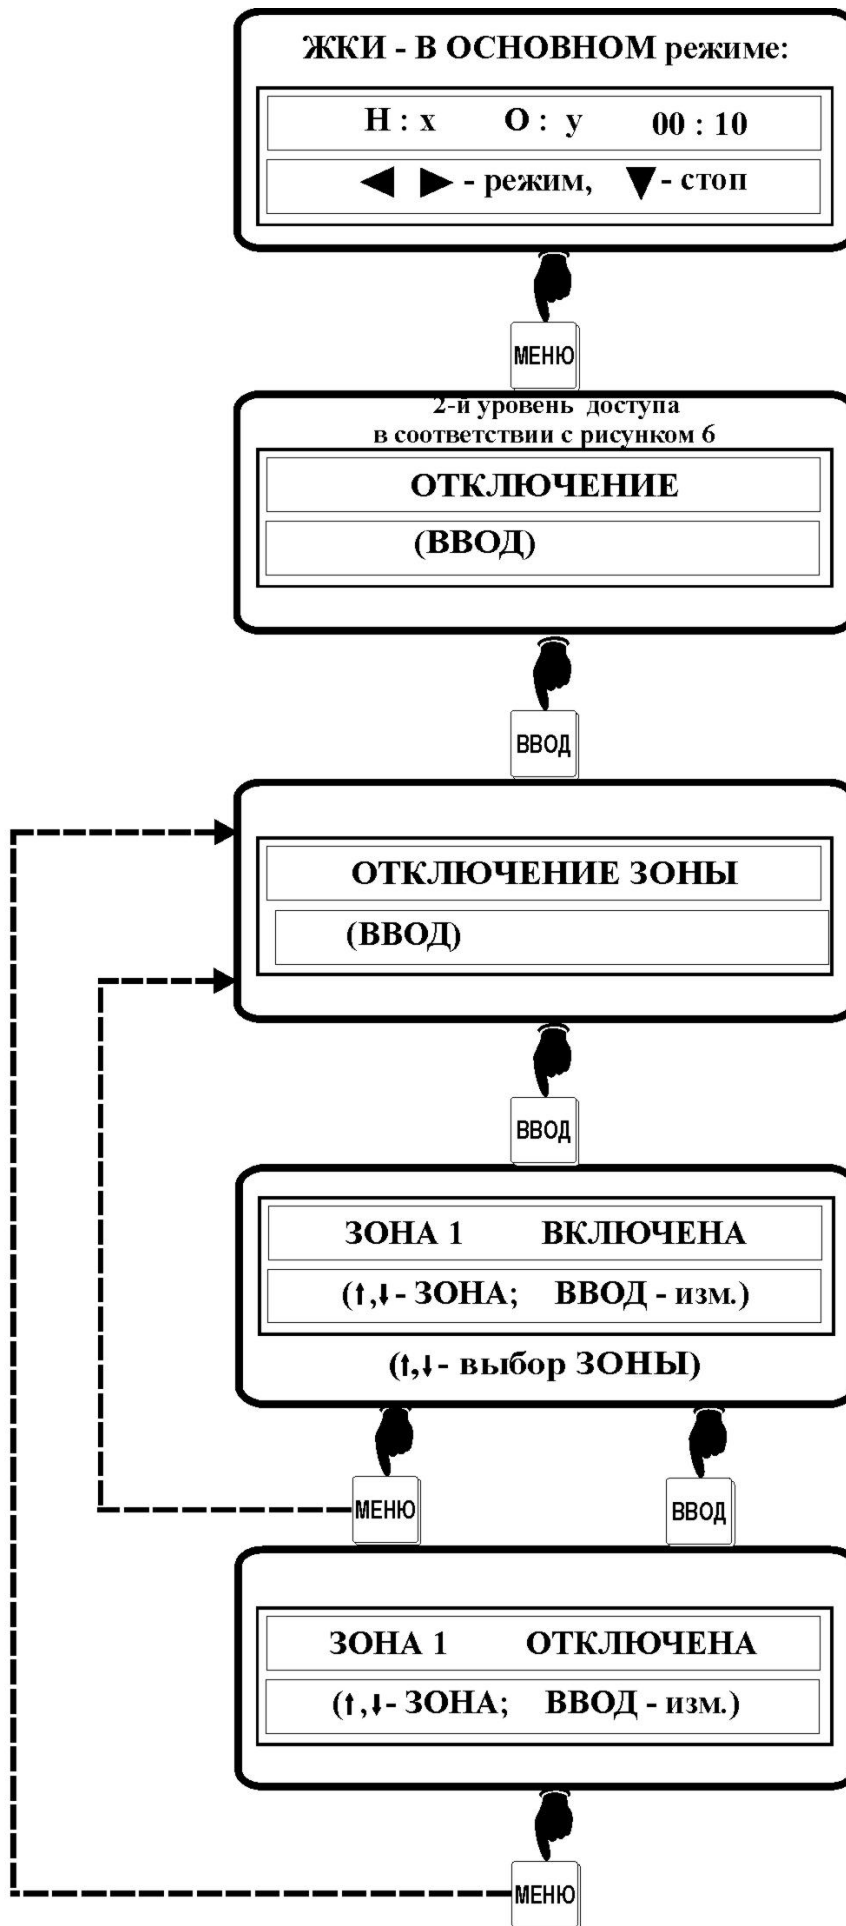 ЖКИ - В ОСНОВНОМ режиме:
Н : х О : у 00 : 10
◀ ▶ - режим, ▼ - стоп
МЕНЮ
2-й уровень доступа
в соответствии с рисунком 6
ОТКЛЮЧЕНИЕ
(ВВОД)
ВВОД
ОТКЛЮЧЕНИЕ ЗОНЫ
(ВВОД)
ВВОД
ЗОНА 1 ВКЛЮЧЕНА
(↑,↓- ЗОНА; ВВОД - изм.)
(↑,↓- выбор ЗОНЫ)
МЕНЮ ВВОД
ЗОНА 1 ОТКЛЮЧЕНА
(↑,↓- ЗОНА; ВВОД - изм.)
МЕНЮ